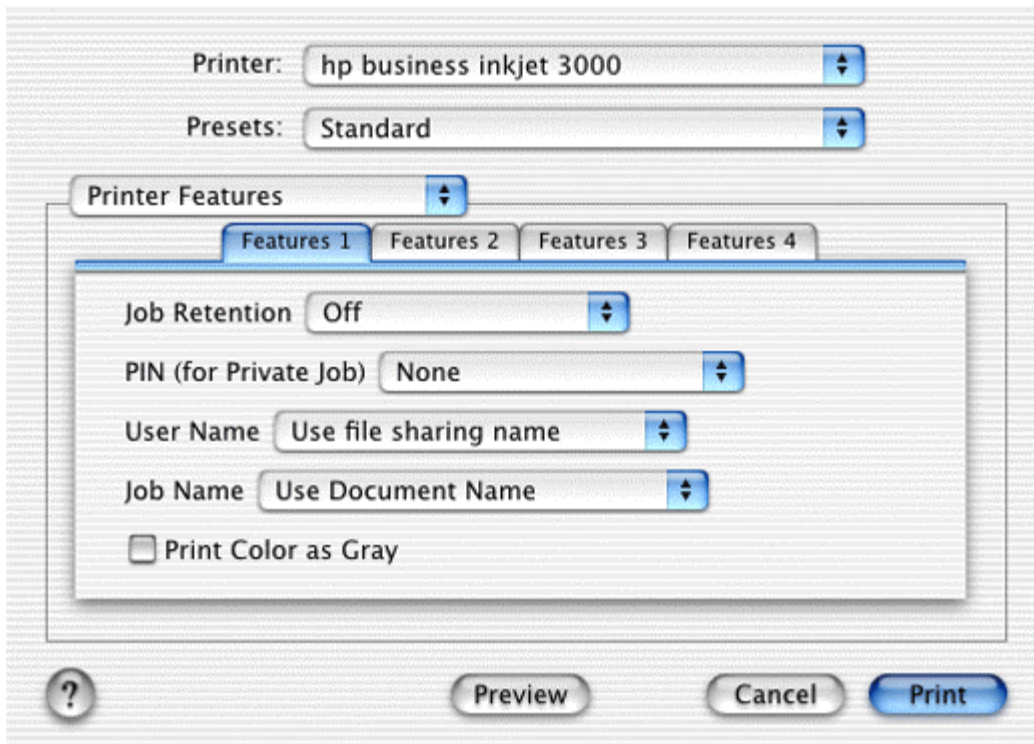 Printer: hp business inkjet 3000
Presets: Standard
Printer Features
Features 1 Features 2 Features 3 Features 4
Job Retention Off
PIN (for Private Job) None
User Name Use file sharing name
Job Name Use Document Name
Print Color as Gray
? Preview Cancel Print